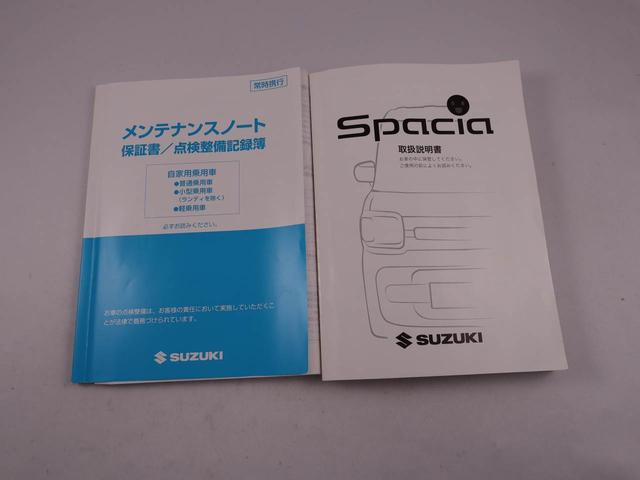 常時携行
メンテナンスノート
保証書／点検整備記録簿
自家用乗用車
●普通乗用車
●小型乗用車
（ランディを除く）
●軽乗用車
必ずお読みください。
お車の点検整備は、お客様の責任において実施していただくこ
とが法律で義務づけられています。
SUZUKI
Spacia
取扱説明書
お車の中に保管してください。
ご使用の前によくお読みください。
SUZUKI